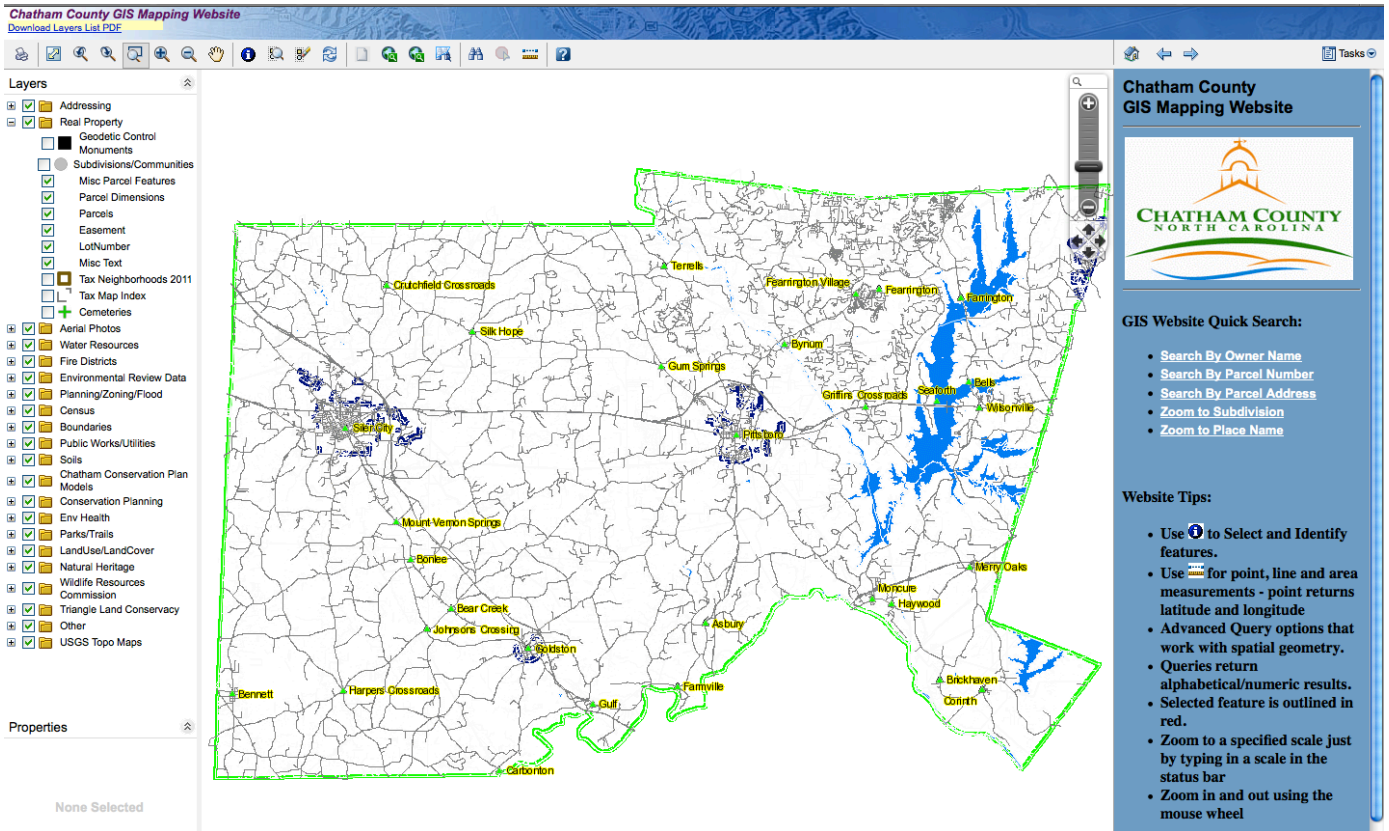 Chatham County GIS Mapping Website
Download Layers List PDF
Tasks
Layers
Addressing
Real Property
Geodetic Control
Monuments
Subdivisions/Communities
Misc Parcel Features
Parcel Dimensions
Parcels
Easement
LotNumber
Misc Text
Tax Neighborhoods 2011
Tax Map Index
Cemeteries
Aerial Photos
Water Resources
Fire Districts
Environmental Review Data
Planning/Zoning/Flood
Census
Boundaries
Public Works/Utilities
Soils
Chatham Conservation Plan
Models
Conservation Planning
Env Health
Parks/Trails
LandUse/LandCover
Natural Heritage
Wildlife Resources
Commission
Triangle Land Conservacy
Other
USGS Topo Maps
Properties
None Selected
Terrells
Crutchfield Crossroads
Fearrington Village
Fearrington
Farrington
Silk Hope
Bynum
Gum Springs
Bells
Seaforth
Griffins Crossroads
Wilsonville
Siler City
Pittsboro
Mount Vernon Springs
Bonlee
Merry Oaks
Moncure
Haywood
Bear Creek
Asbury
Johnsons Crossing
Goldston
Brickhaven
Farmville
Bennett
Harpers Crossroads
Corinth
Gulf
Carbonton
Chatham County
GIS Mapping Website
CHATHAM COUNTY
NORTH CAROLINA
GIS Website Quick Search:
• Search By Owner Name
• Search By Parcel Number
• Search By Parcel Address
• Zoom to Subdivision
• Zoom to Place Name
Website Tips:
• Use to Select and Identify
features.
• Use for point, line and area
measurements - point returns
latitude and longitude
• Advanced Query options that
work with spatial geometry.
• Queries return
alphabetical/numeric results.
• Selected feature is outlined in
red.
• Zoom to a specified scale just
by typing in a scale in the
status bar
• Zoom in and out using the
mouse wheel